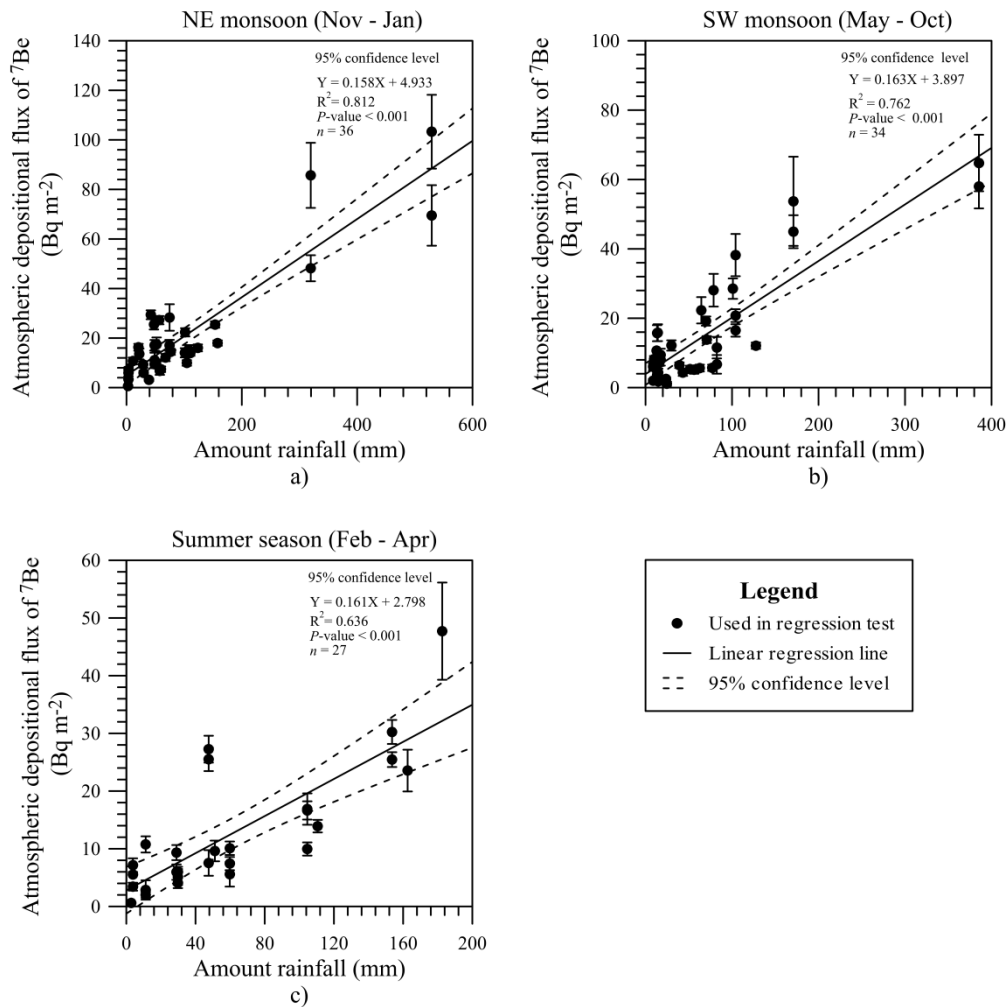 NE monsoon (Nov - Jan)
Atmospheric depositional flux of ⁷Be
(Bq m⁻²)
140
120
100
80
60
40
20
0
95% confidence level
Y = 0.158X + 4.933
R² = 0.812
P-value < 0.001
n = 36
0 200 400 600
Amount rainfall (mm)
a)
SW monsoon (May - Oct)
Atmospheric depositional flux of ⁷Be
(Bq m⁻²)
100
80
60
40
20
0
95% confidence level
Y = 0.163X + 3.897
R² = 0.762
P-value < 0.001
n = 34
0 100 200 300 400
Amount rainfall (mm)
b)
Summer season (Feb - Apr)
Atmospheric depositional flux of ⁷Be
(Bq m⁻²)
60
50
40
30
20
10
0
95% confidence level
Y = 0.161X + 2.798
R² = 0.636
P-value < 0.001
n = 27
0 40 80 120 160 200
Amount rainfall (mm)
c)
Legend
Used in regression test
Linear regression line
95% confidence level